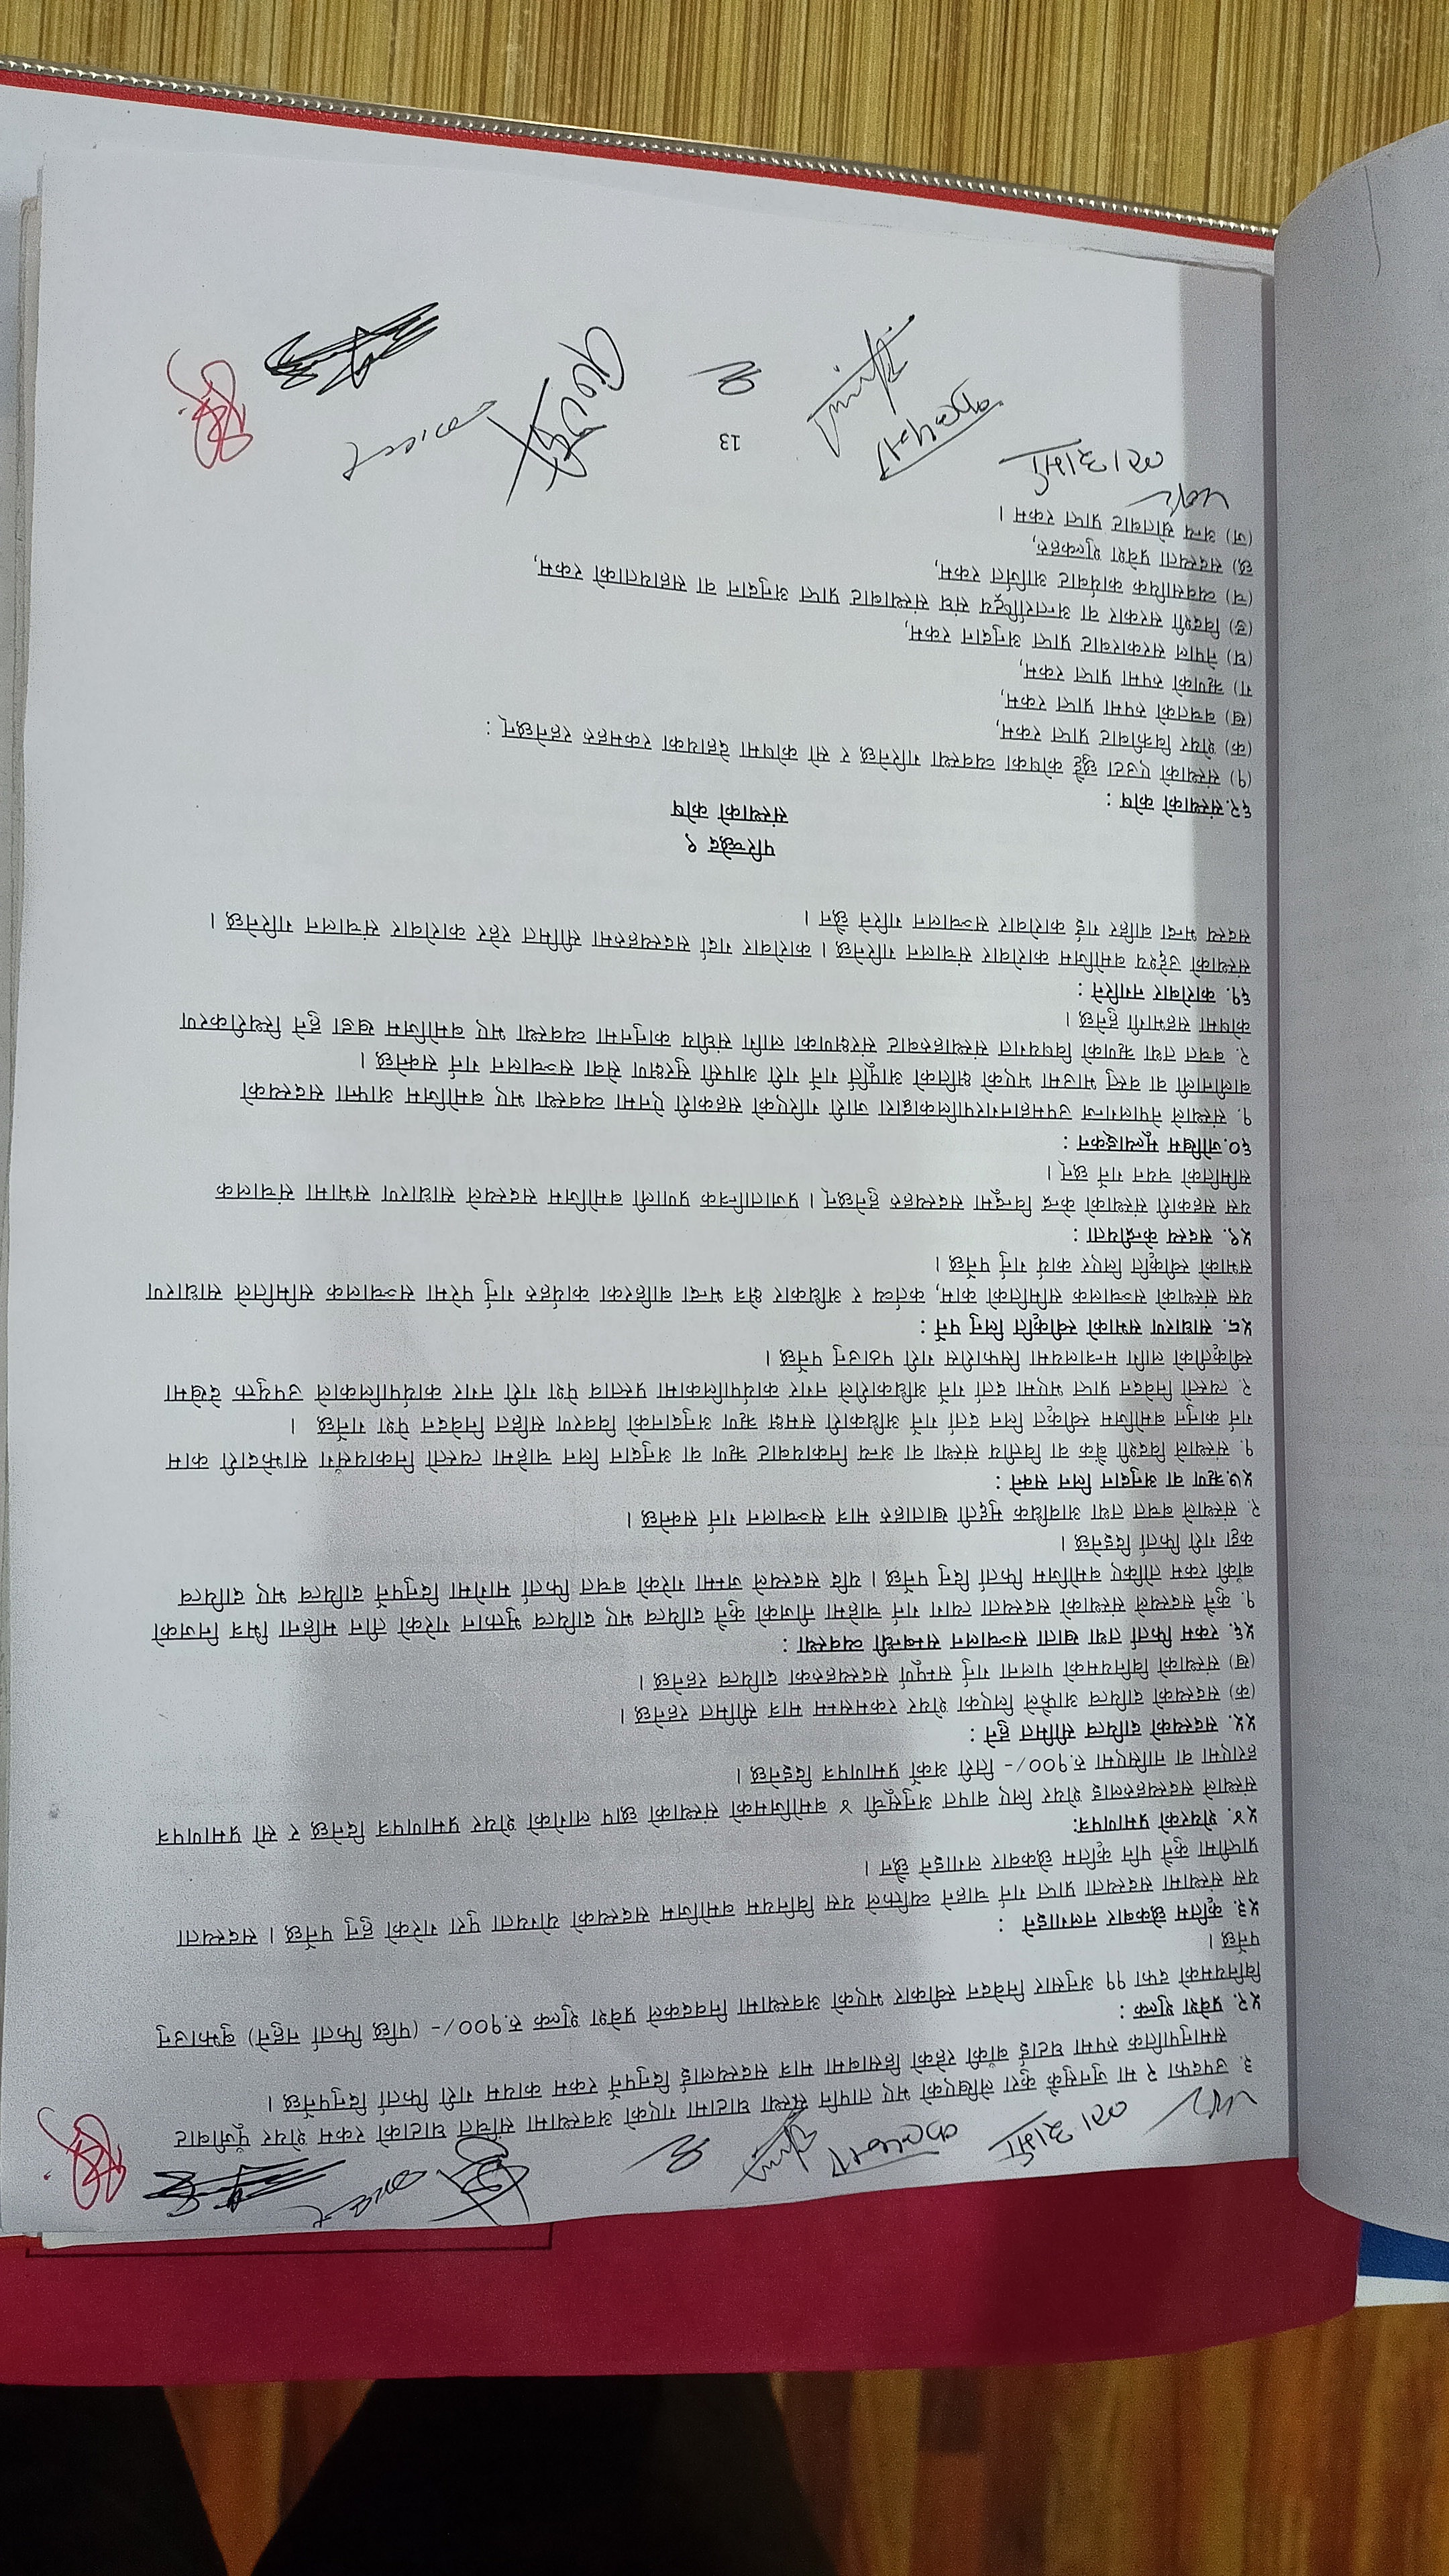 ला शर्मा कल्पना
३. उपदफा २ मा जुनसुकै कुरा लेखिएको भए तापनि संस्था घाटामा गएको अवस्थामा संचित घाटाको रकम शेयर पूँजीबाट
समानुपातिक रुपमा घटाई बाँकी रहेको हिसाबमा मात्र सदस्यलाई दिनुपर्ने रकम कायम गरी फिर्ता दिनुपर्नेछ ।
५२. प्रवेश शुल्क :
विनियमको दफा ११ अनुसार निवेदन स्वीकार भएको अवस्थामा निवदकले प्रवेश शुल्क रु.१००/- (पछि फिर्ता नहुने) बुझाउनु
पर्नेछ ।
५३. कृतिम छेकबार नलगाइने :
यस संस्थामा सदस्यता प्राप्त गर्न चाहने व्यक्तिले यस विनियम बमोजिम सदस्यको योग्यता पुरा गरेको हुनु पर्नेछ । सदस्यता
प्राप्तीमा कुनै पनि कृतिम छेकवार लगाइने छैन ।
५४. शेयरको प्रमाणपत्र:
संस्थाले सदस्यहरुलाइ शेयर लिए वापत अनुसूची ४ बमोजिमको संस्थाको छाप लागेको शेयर प्रमाणपत्र दिनेछ र सो प्रमाणपत्र
हराएमा वा नासिएमा रु.१००/- तिरी अर्को प्रमाणपत्र दिइनेछ ।
५५. सदस्यको दायित्व सीमित हुने :
(क) सदस्यको दायित्व आफैले लिएका शेयर रकमसम्म मात्र सीमित रहनेछ ।
(ख) संस्थाको विनियमको पालना गर्नु सम्पूर्ण सदस्यहरुका दायित्व रहनेछ ।
५६. रकम फिर्ता तथा खाता सञ्चालन सम्बन्धी व्यवस्था :
१. कुनै सदस्यले संस्थाको सदस्यता त्याग गर्न चाहेमा नीजको कुनै दायित्व भए दायित्व भुक्तान गरेको तीन महिना भित्र निजको
बाँकी रकम तोकिए बमोजिम फिर्ता दिनु पर्नेछ । यदि सदस्यले जम्मा गरेको बचत फिर्ता मागेमा दिनुपर्ने दायित्व भए दायित्व
कट्टा गरी फिर्ता दिइनेछ ।
२. संस्थाले बचत तथा आवधिक मुद्दती खाताहरु मात्र सञ्चालन गर्न सक्नेछ ।
५७.ऋण वा अनुदान लिन सक्ने :
१. संस्थाले विदशी बैंक वा वित्तीय संस्था वा अन्य निकायबाट ऋण वा अनुदान लिन चाहेमा त्यस्तो निकायसँग साझेदारी काम
गर्न कानुन बमोजिम स्वीकृत लिन दर्ता गर्ने अधिकारी समक्ष ऋण अनुदानको विवरण सहित निवेदन पेश गर्नेछ ।
२. त्यस्तो निवेदन प्राप्त भएमा दर्ता गर्ने अधिकारीले नगर कार्यपालिकामा प्रस्ताव पेश गरी नगर कार्यपालिकाले उपयुक्त देखेमा
स्वीकृतीको लागि मन्त्रालयमा सिफारीस गरी पठाउनु पर्नेछ ।
५८. साधारण सभाको स्वीकृति लिनु पर्ने :
यस संस्थाको सञ्चालक समितिको काम, कर्तव्य र अधिकार क्षेत्र भन्दा बाहिरका कार्यहरु गर्नु परेमा सञ्चालक समितिले साधारण
सभाको स्वीकृति लिएर कार्य गर्नु पर्नेछ ।
५९. सदस्य केन्द्रीयता :
यस सहकारी संस्थाको केन्द्र विन्दूमा सदस्यहरु हुनेछन् । प्रजातान्त्रिक प्रणाली बमोजिम सदस्यले साधारण सभामा संचालक
समितिको चयन गर्ने छन् ।
६०.जोखिम मूल्याङ्कन :
१. संस्थाले नेपालगन्ज उपमहानगरपालिकाद्वारा जारी गरिएको सहकारी ऐनमा व्यवस्था भए बमोजिम आफ्ना सदस्यको
बालीनाली वा वस्तु भाउमा भएको क्षतिको आपूर्ति गर्ने गरी आपसी सुरक्षण सेवा सञ्चालन गर्न सक्नेछ ।
२. बचत तथा ऋणको विषयगत संस्थाहरुबाट संरक्षणका लागि संघीय कानुनमा व्यवस्था भए बमोजिम खडा हुने स्थिरीकरण
कोषमा सहभागी हुनेछ ।
६१. कारोबार नगरिने :
संस्थाको उद्देश्य बमोजिम कारोवार संचालन गरिनेछ । कारोवार गर्दा सदस्यहरुमा सीमित रहेर कारोवार संचालन गरिनेछ ।
सदस्य भन्दा बाहिर गई कारोवार सञ्चालन गरिने छैन ।
परिच्छेद ९
संस्थाको कोष
६२.संस्थाको कोष :
(१) संस्थाको एउटा छुट्टै कोषका व्यवस्था गरिनेछ र सो कोषमा देहायका रकमहरु रहनेछन् :
(क) शेयर विक्रीबाट प्राप्त रकम,
(ख) बचतको रुपमा प्राप्त रकम,
ग) ऋणको रुपमा प्राप्त रकम,
(घ) नेपाल सरकारबाट प्राप्त अनुदान रकम,
(ङ) विदशी सरकार वा अन्तर्राष्ट्रिय संघ संस्थाबाट प्राप्त अनुदान वा सहायताको रकम,
(च) व्यवसायिक कार्यबाट आर्जित रकम,
छ) सदस्यता प्रवेश शुल्कहरु,
(ज) अन्य स्रोतबाट प्राप्त रकम ।
ला शर्मा कल्पना
13